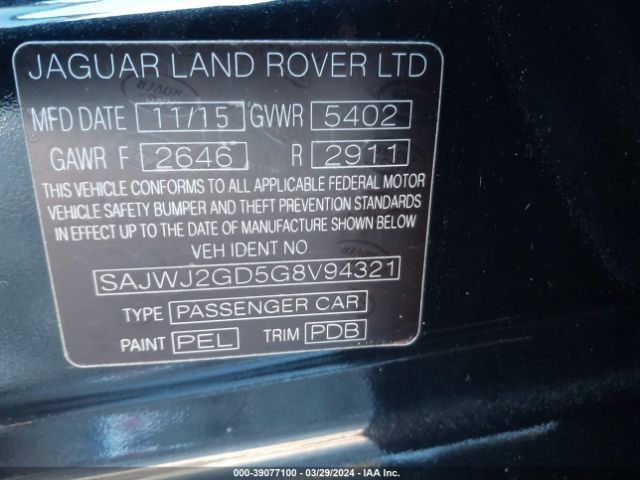 JAGUAR LAND ROVER LTD
MFD DATE 11/15 GVWR 5402
GAWR F 2646 R 2911
THIS VEHICLE CONFORMS TO ALL APPLICABLE FEDERAL MOTOR
VEHICLE SAFETY BUMPER AND THEFT PREVENTION STANDARDS
IN EFFECT UP TO THE DATE OF MANUFACTURE SHOWN BELOW
VEH IDENT NO.
SAJWJ2GD5G8V94321
TYPE PASSENGER CAR
PAINT PEL TRIM PDB
000-39077100 - 03/29/2024 - IAA Inc.